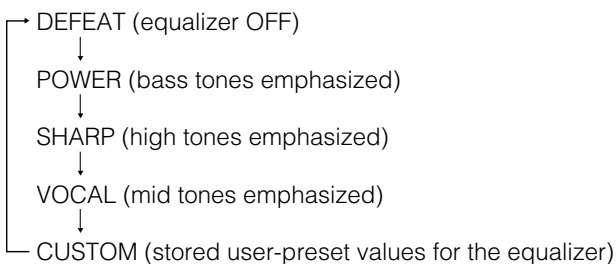 DEFEAT (equalizer OFF)
POWER (bass tones emphasized)
SHARP (high tones emphasized)
VOCAL (mid tones emphasized)
CUSTOM (stored user-preset values for the equalizer)